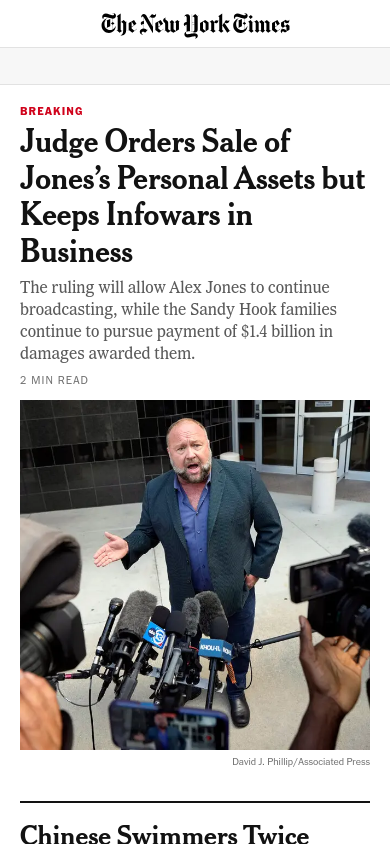 The New York Times
BREAKING
Judge Orders Sale of
Jones’s Personal Assets but
Keeps Infowars in
Business
The ruling will allow Alex Jones to continue
broadcasting, while the Sandy Hook families
continue to pursue payment of $1.4 billion in
damages awarded them.
2 MIN READ
KHOU-11
David J. Phillip/Associated Press
Chinese Swimmers Twice